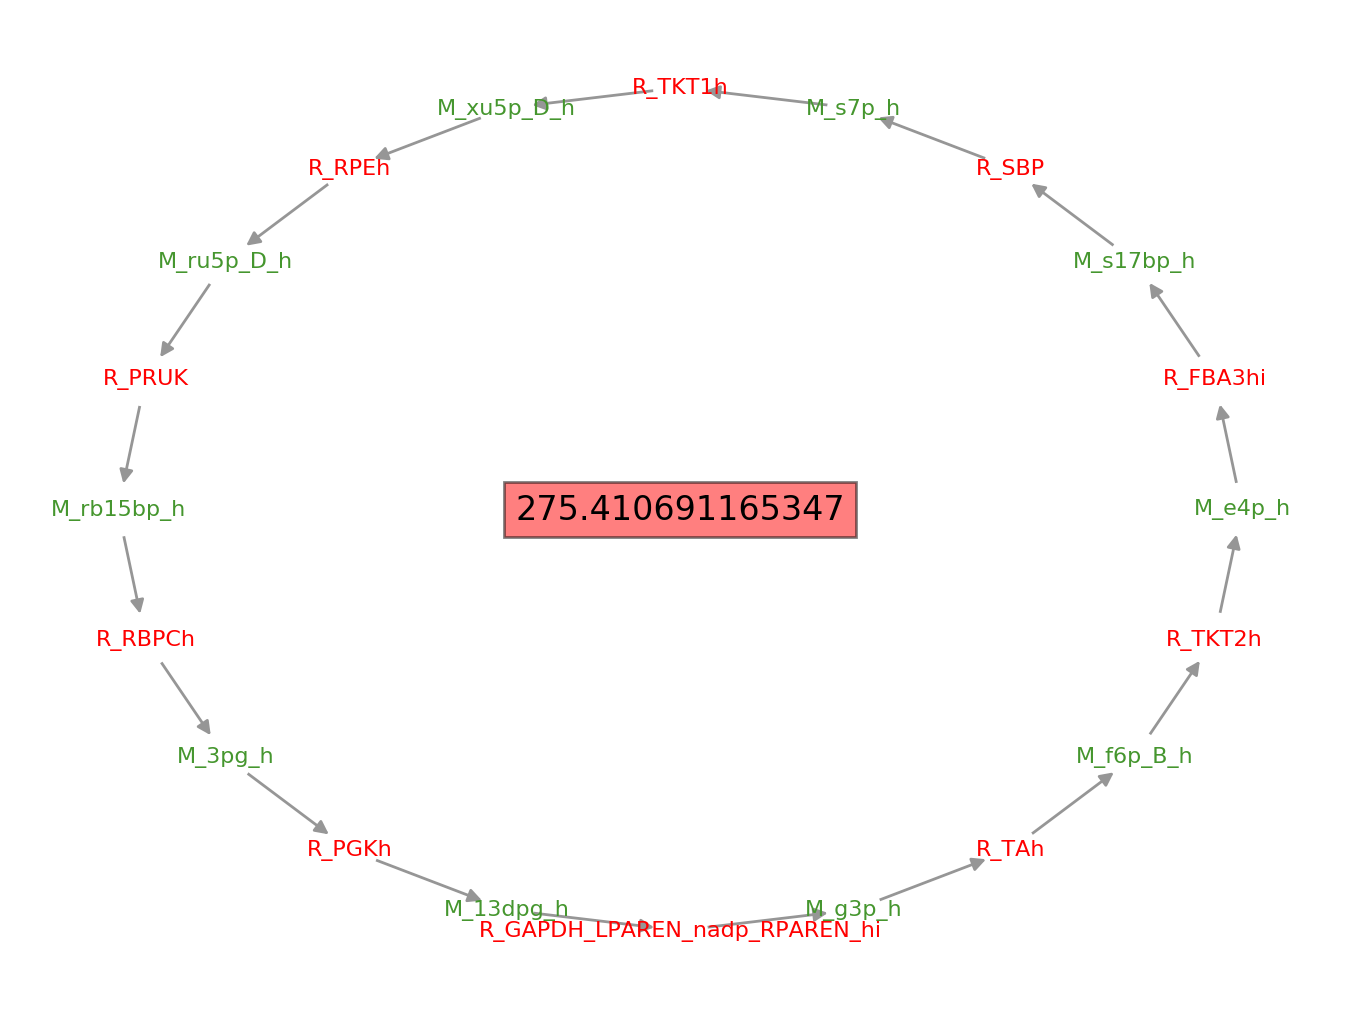 R_TKT1h
M_xu5p_D_h
M_s7p_h
R_RPEh
R_SBP
M_ru5p_D_h
M_s17bp_h
R_PRUK
R_FBA3hi
M_rb15bp_h
275.410691165347
M_e4p_h
R_RBPCh
R_TKT2h
M_3pg_h
M_f6p_B_h
R_PGKh
R_TAh
M_13dpg_h
M_g3p_h
R_GAPDH_LPAREN_nadp_RPAREN_hi